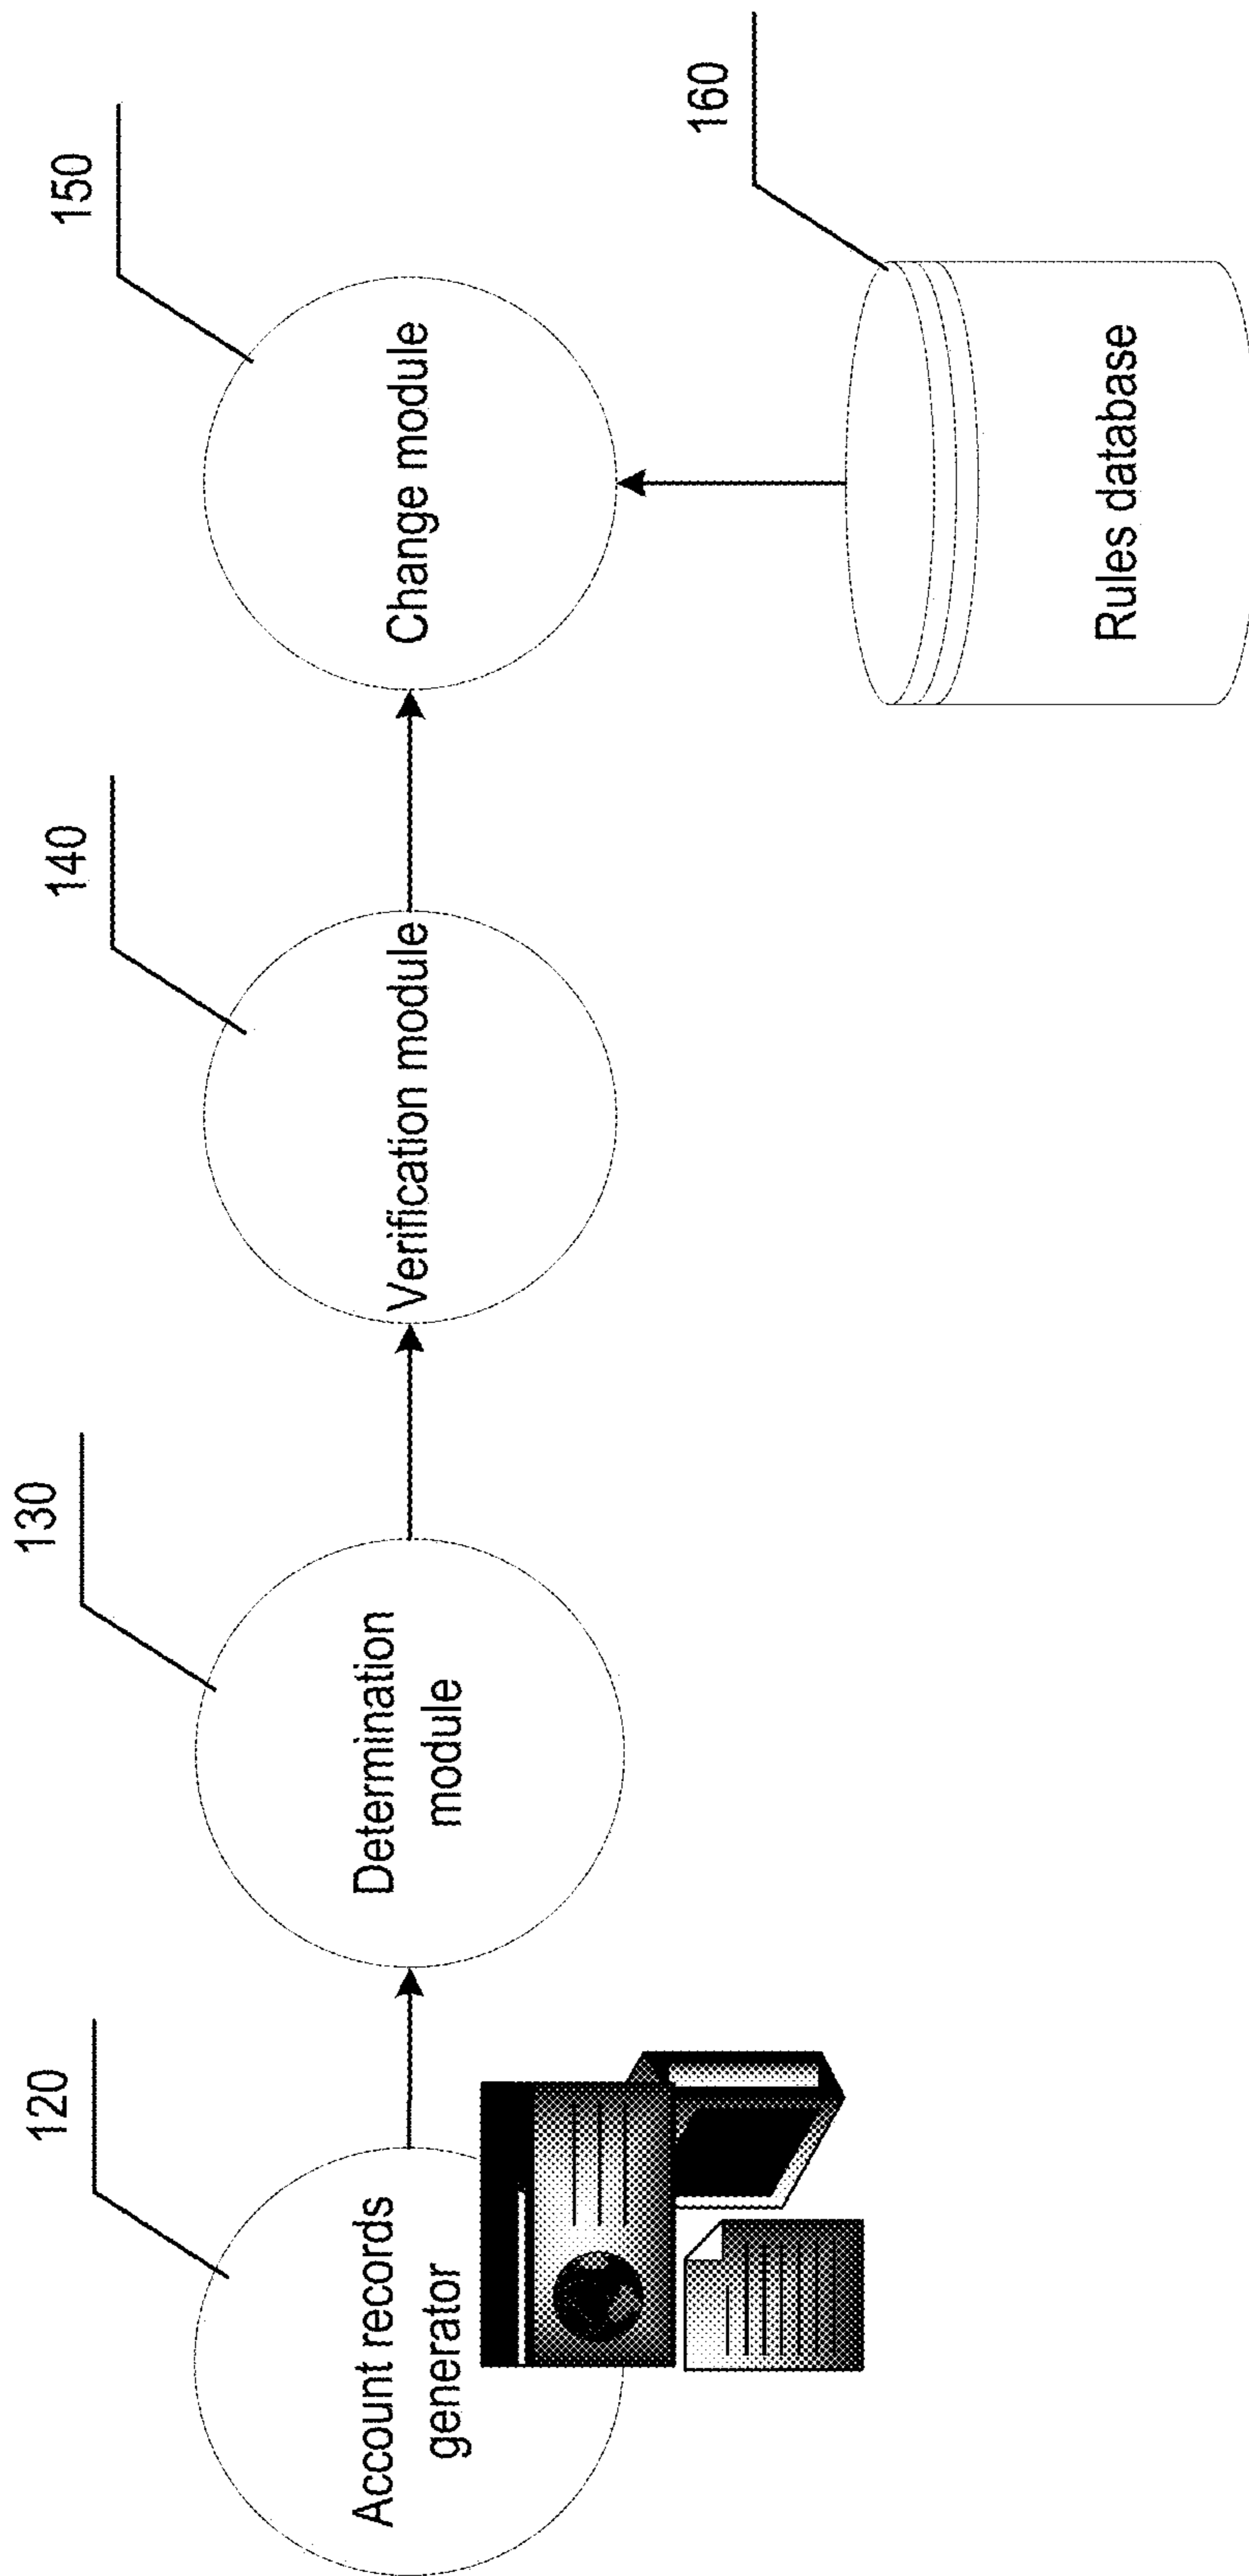 120
130
140
150
Account records
generator
Determination
module
Verification module
Change module
160
Rules database